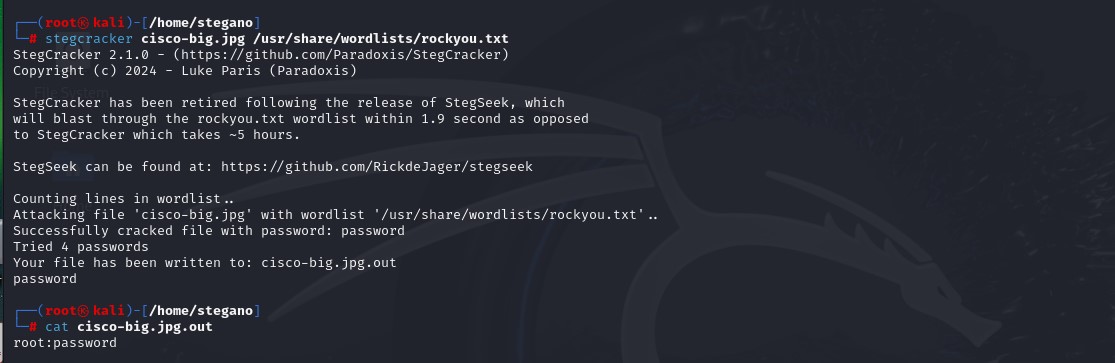 ┌──(root㉿kali)-[/home/stegano]
└─# stegcracker cisco-big.jpg /usr/share/wordlists/rockyou.txt
StegCracker 2.1.0 - (https://github.com/Paradoxis/StegCracker)
Copyright (c) 2024 - Luke Paris (Paradoxis)
File System
StegCracker has been retired following the release of StegSeek, which
will blast through the rockyou.txt wordlist within 1.9 second as opposed
to StegCracker which takes ~5 hours.
StegSeek can be found at: https://github.com/RickdeJager/stegseek
Counting lines in wordlist..
Attacking file 'cisco-big.jpg' with wordlist '/usr/share/wordlists/rockyou.txt'..
Successfully cracked file with password: password
Tried 4 passwords
Your file has been written to: cisco-big.jpg.out
password
┌──(root㉿kali)-[/home/stegano]
└─# cat cisco-big.jpg.out
root:password